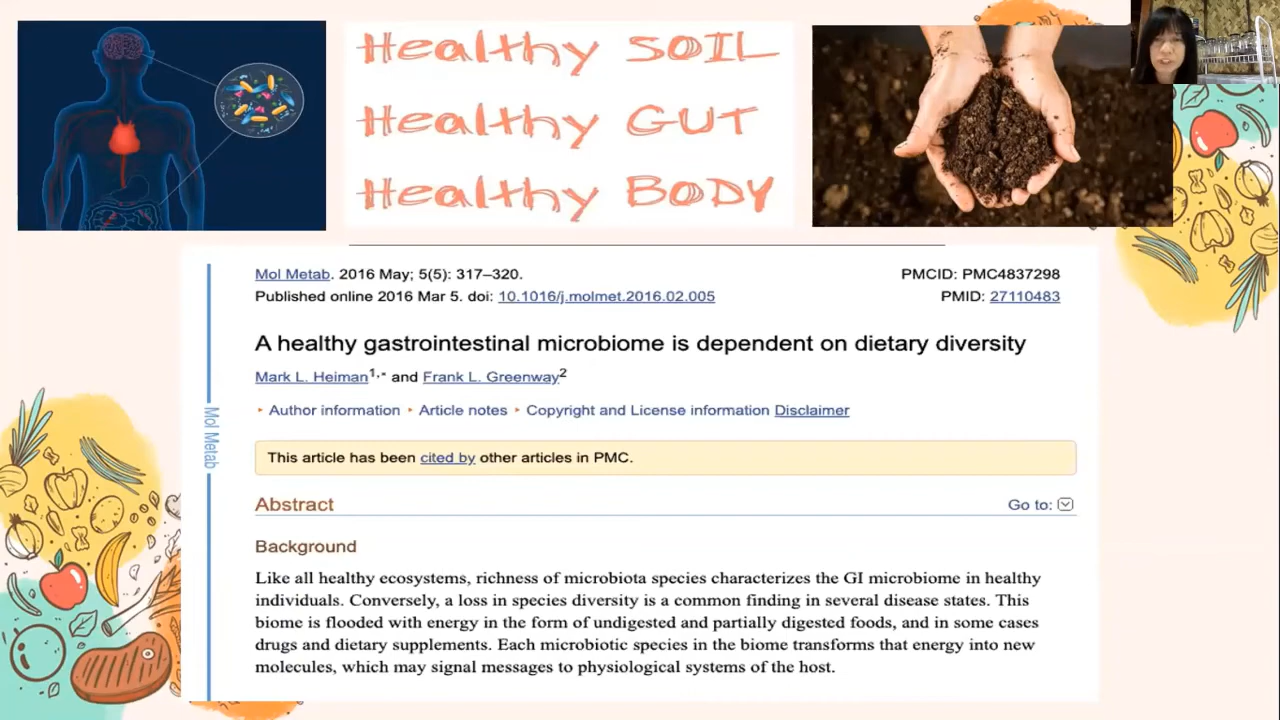 Healthy SOIL
Healthy GUT
Healthy BODY
Mol Metab. 2016 May; 5(5): 317–320.
PMCID: PMC4837298
Published online 2016 Mar 5. doi: 10.1016/j.molmet.2016.02.005
PMID: 27110483
A healthy gastrointestinal microbiome is dependent on dietary diversity
Mark L. Heiman1,* and Frank L. Greenway2
▸ Author information ▸ Article notes ▸ Copyright and License information Disclaimer
Mol Metab
This article has been cited by other articles in PMC.
Abstract
Go to:
Background
Like all healthy ecosystems, richness of microbiota species characterizes the GI microbiome in healthy
individuals. Conversely, a loss in species diversity is a common finding in several disease states. This
biome is flooded with energy in the form of undigested and partially digested foods, and in some cases
drugs and dietary supplements. Each microbiotic species in the biome transforms that energy into new
molecules, which may signal messages to physiological systems of the host.